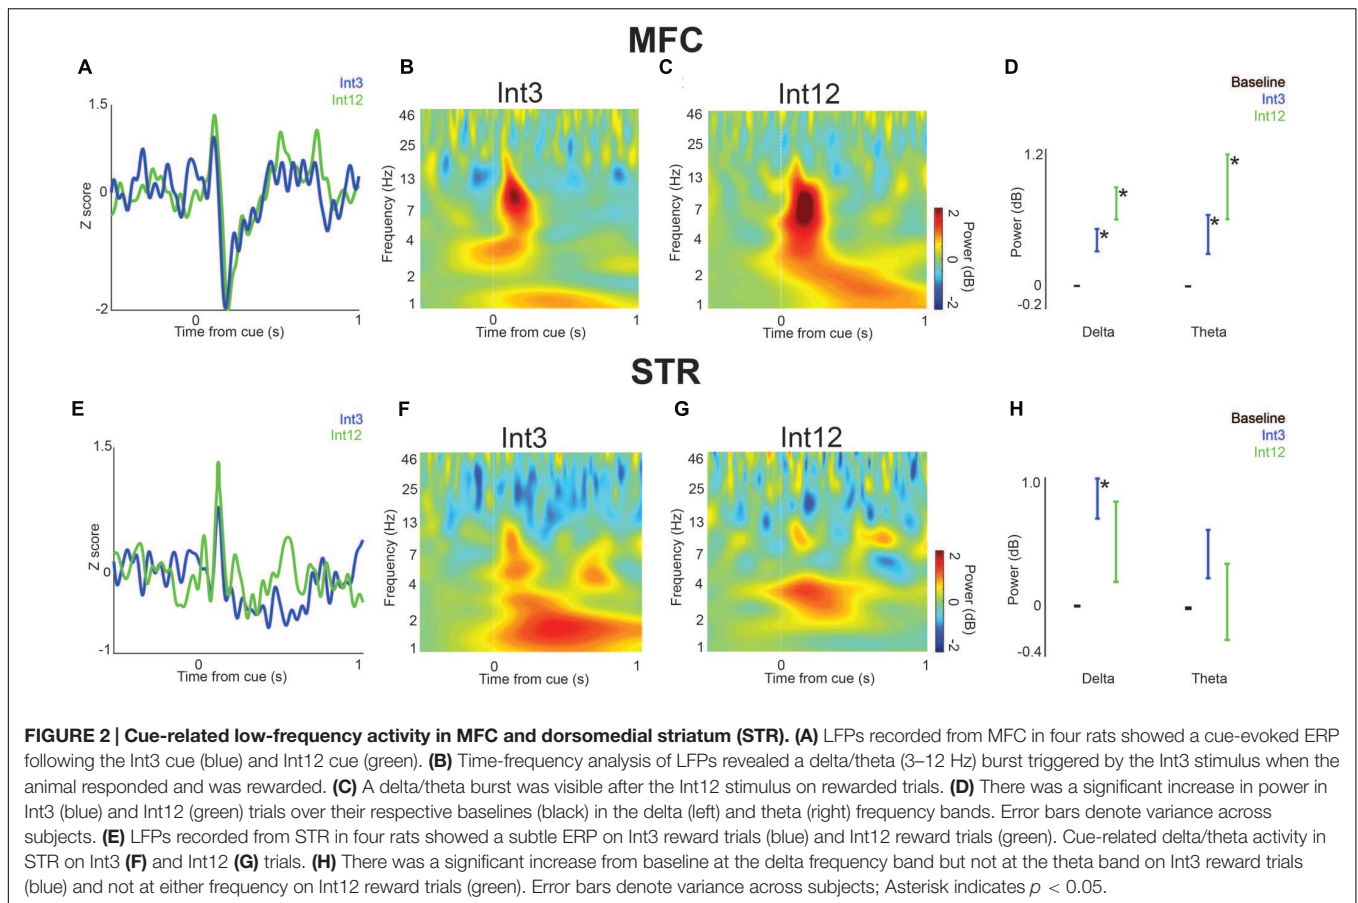 MFC
A
B
C
D
Int3
Int12
1.5
0
-2
Z score
0
1
Time from cue (s)
Int3
46
25
13
7
4
2
1
Frequency (Hz)
0
1
Time from cue (s)
Int12
46
25
13
7
4
2
1
Frequency (Hz)
0
1
Time from cue (s)
2
0
-2
Power (dB)
Baseline
Int3
Int12
1.2
0
-0.2
Power (dB)
*
*
*
*
Delta
Theta
STR
E
F
G
H
Int3
Int12
1.5
0
-1
Z score
0
1
Time from cue (s)
Int3
46
25
13
7
4
2
1
Frequency (Hz)
0
1
Time from cue (s)
Int12
46
25
13
7
4
2
1
Frequency (Hz)
0
1
Time from cue (s)
2
0
-2
Power (dB)
Baseline
Int3
Int12
1.0
0
-0.4
Power (dB)
*
Delta
Theta
FIGURE 2 | Cue-related low-frequency activity in MFC and dorsomedial striatum (STR). (A) LFPs recorded from MFC in four rats showed a cue-evoked ERP
following the Int3 cue (blue) and Int12 cue (green). (B) Time-frequency analysis of LFPs revealed a delta/theta (3–12 Hz) burst triggered by the Int3 stimulus when the
animal responded and was rewarded. (C) A delta/theta burst was visible after the Int12 stimulus on rewarded trials. (D) There was a significant increase in power in
Int3 (blue) and Int12 (green) trials over their respective baselines (black) in the delta (left) and theta (right) frequency bands. Error bars denote variance across
subjects. (E) LFPs recorded from STR in four rats showed a subtle ERP on Int3 reward trials (blue) and Int12 reward trials (green). Cue-related delta/theta activity in
STR on Int3 (F) and Int12 (G) trials. (H) There was a significant increase from baseline at the delta frequency band but not at the theta band on Int3 reward trials
(blue) and not at either frequency on Int12 reward trials (green). Error bars denote variance across subjects; Asterisk indicates p < 0.05.